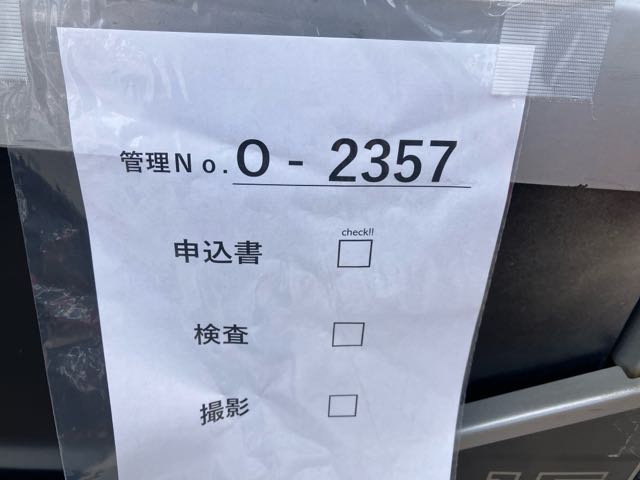 管理No. O - 2357
check!!
申込書 □
検査 □
撮影 □